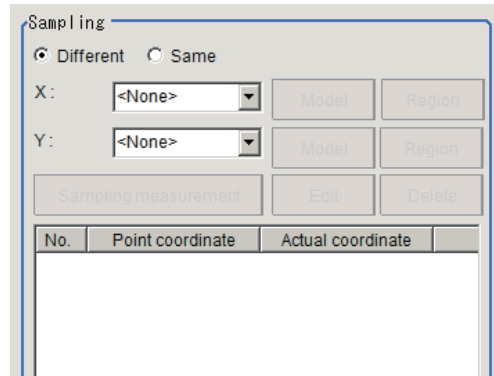 Sampling
Different Same
X: <None> Model Region
Y: <None> Model Region
Sampling measurement Edit Delete
No. Point coordinate Actual coordinate